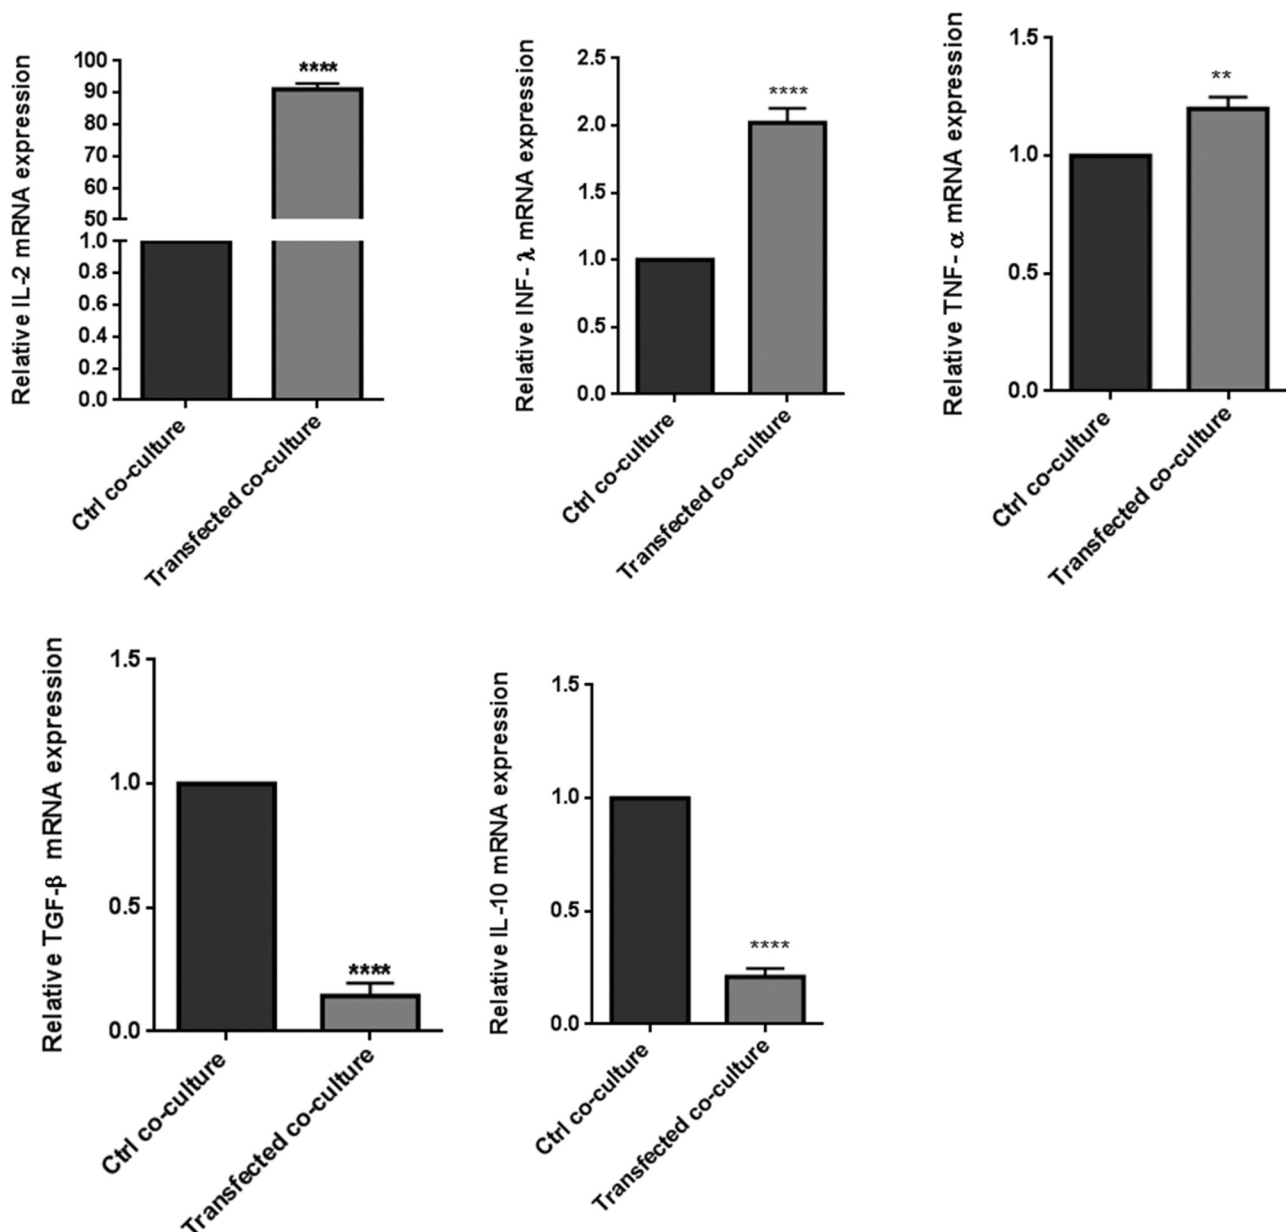 Relative IL-2 mRNA expression
100
90
80
70
60
50
1.0
0.8
0.6
0.4
0.2
0.0
****
Ctrl co-culture
Transfected co-culture
Relative INF- λ mRNA expression
2.5
2.0
1.5
1.0
0.5
0.0
****
Ctrl co-culture
Transfected co-culture
Relative TNF- α mRNA expression
1.5
1.0
0.5
0.0
**
Ctrl co-culture
Transfected co-culture
Relative TGF-β mRNA expression
1.5
1.0
0.5
0.0
****
Ctrl co-culture
Transfected co-culture
Relative IL-10 mRNA expression
1.5
1.0
0.5
0.0
****
Ctrl co-culture
Transfected co-culture